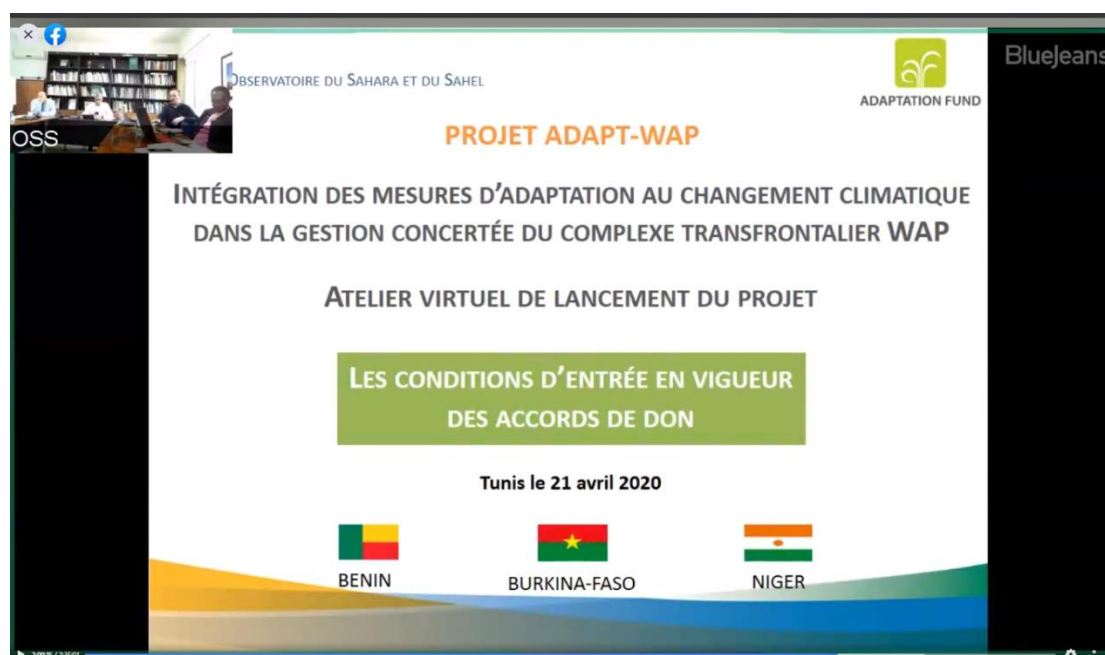 OBSERVATOIRE DU SAHARA ET DU SAHEL
ADAPTATION FUND
BlueJeans
OSS
PROJET ADAPT-WAP
INTÉGRATION DES MESURES D'ADAPTATION AU CHANGEMENT CLIMATIQUE
DANS LA GESTION CONCERTÉE DU COMPLEXE TRANSFRONTALIER WAP
ATELIER VIRTUEL DE LANCEMENT DU PROJET
LES CONDITIONS D'ENTRÉE EN VIGUEUR
DES ACCORDS DE DON
Tunis le 21 avril 2020
BENIN
BURKINA-FASO
NIGER